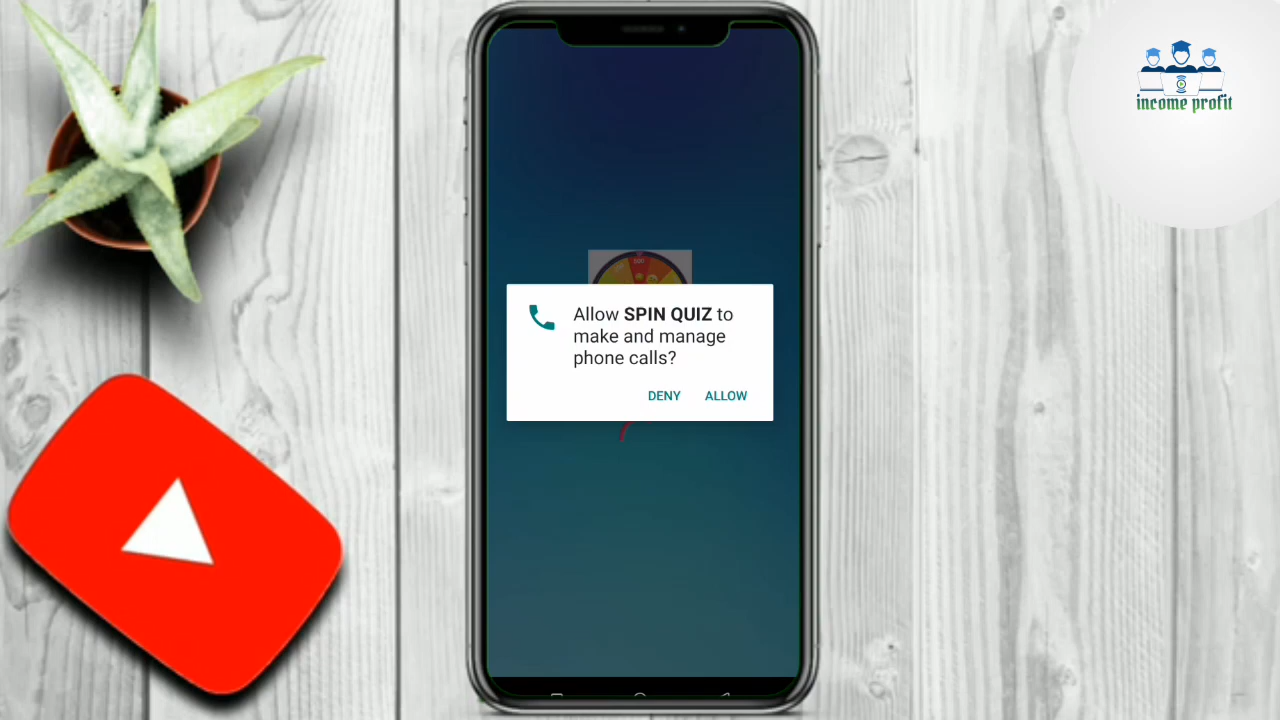 income profit
Allow SPIN QUIZ to
make and manage
phone calls?
DENY
ALLOW